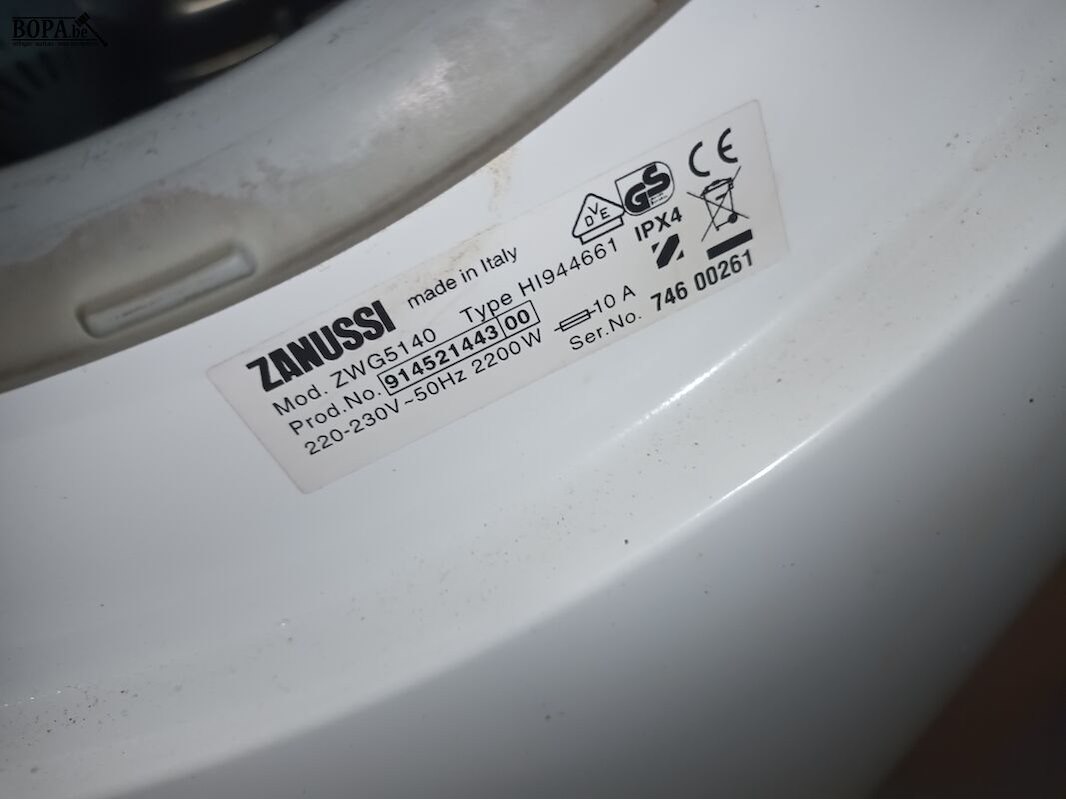 BOPA.be
ZANUSSI made in Italy
Mod. ZWG5140 Type HI944661 IPX4
Prod.No. 914521443 00
220-230V~50Hz 2200W 10 A
Ser.No. 746 00261
VDE
GS
CE